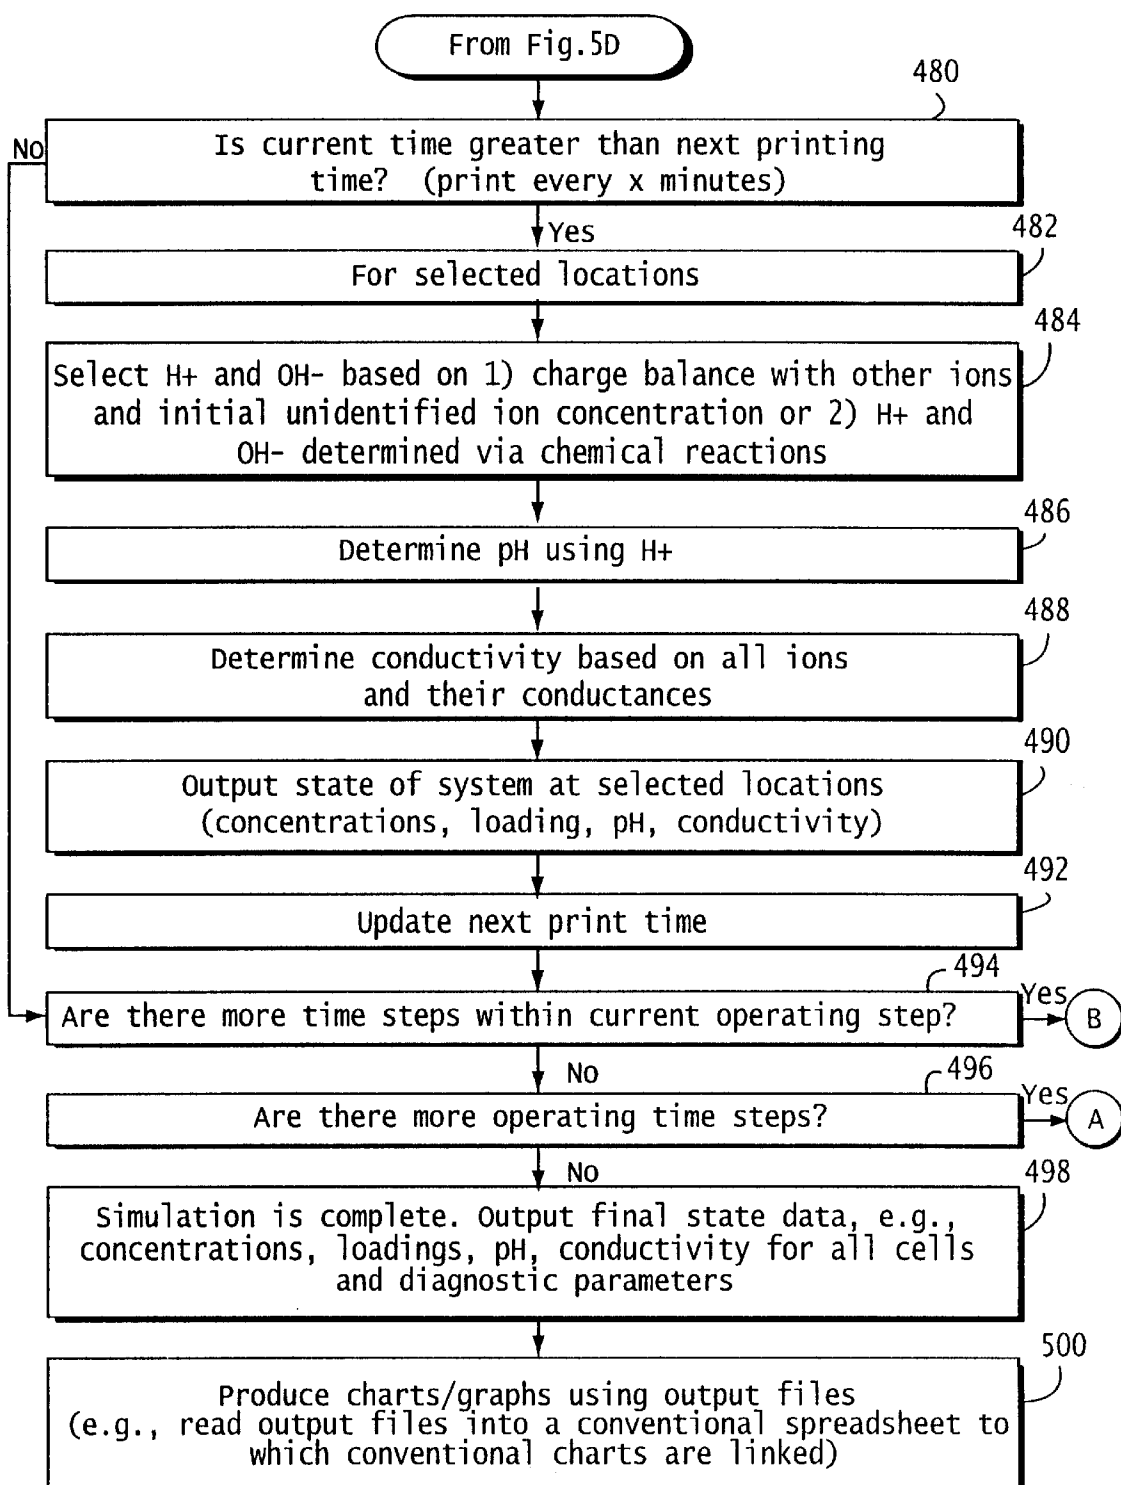 From Fig.5D
480
No
Is current time greater than next printing
time? (print every x minutes)
Yes
482
For selected locations
484
Select H+ and OH- based on 1) charge balance with other ions
and initial unidentified ion concentration or 2) H+ and
OH- determined via chemical reactions
486
Determine pH using H+
488
Determine conductivity based on all ions
and their conductances
490
Output state of system at selected locations
(concentrations, loading, pH, conductivity)
492
Update next print time
494
Are there more time steps within current operating step?
Yes
B
No
496
Are there more operating time steps?
Yes
A
No
498
Simulation is complete. Output final state data, e.g.,
concentrations, loadings, pH, conductivity for all cells
and diagnostic parameters
500
Produce charts/graphs using output files
(e.g., read output files into a conventional spreadsheet to
which conventional charts are linked)